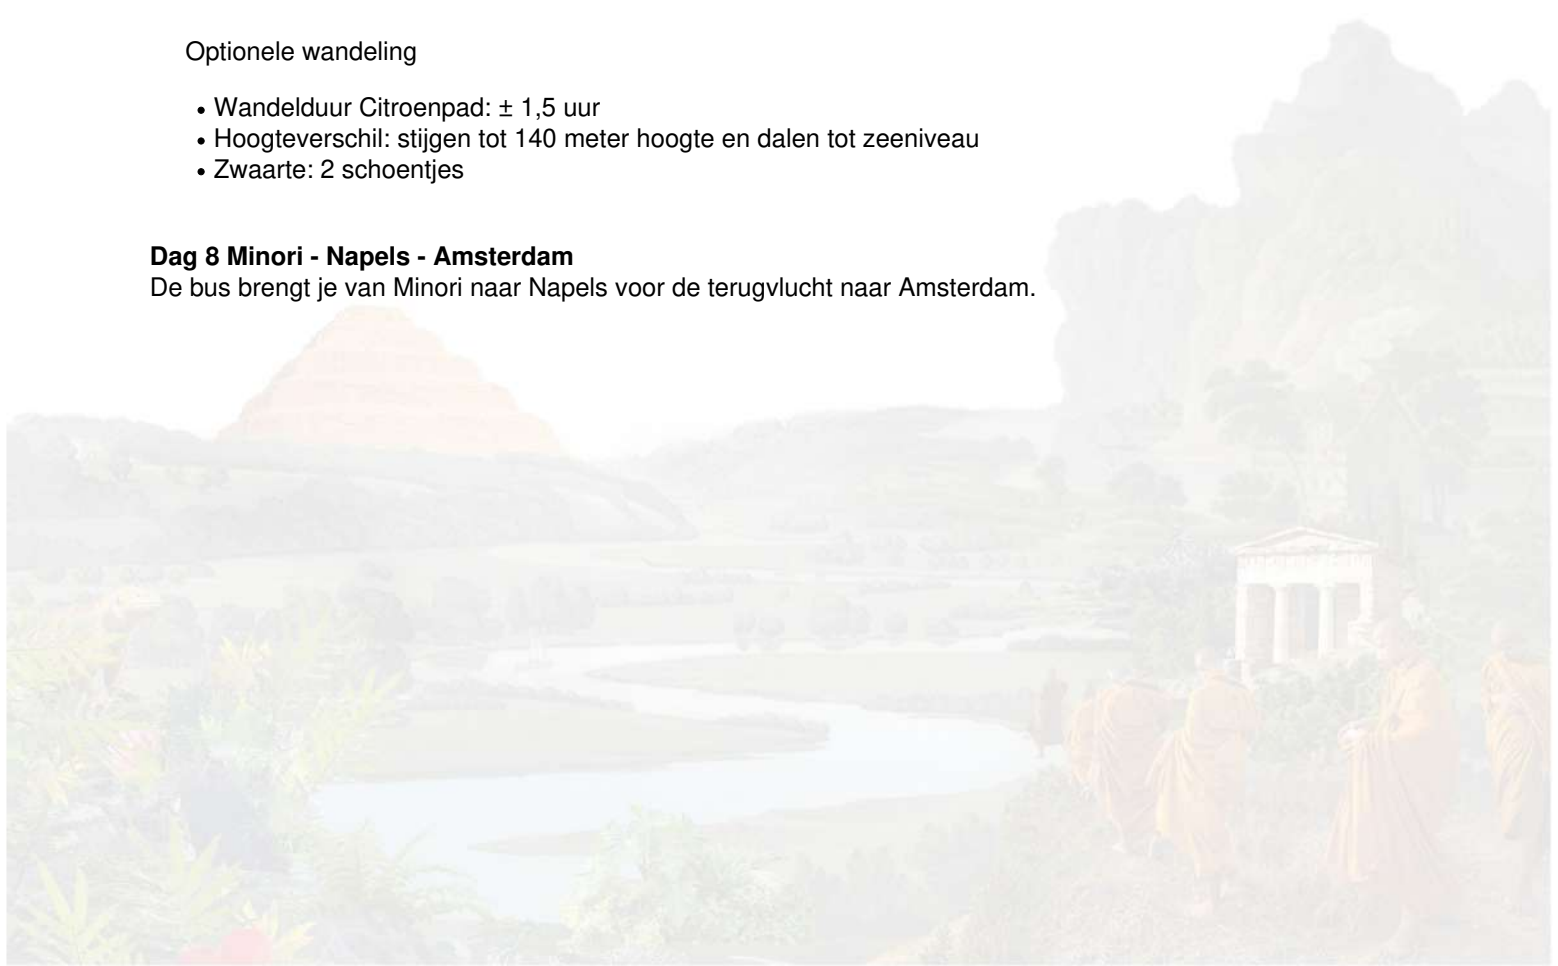 Optionele wandeling
• Wandelduur Citroenpad: ± 1,5 uur
• Hoogteverschil: stijgen tot 140 meter hoogte en dalen tot zeeniveau
• Zwaarte: 2 schoentjes
Dag 8 Minori - Napels - Amsterdam
De bus brengt je van Minori naar Napels voor de terugvlucht naar Amsterdam.